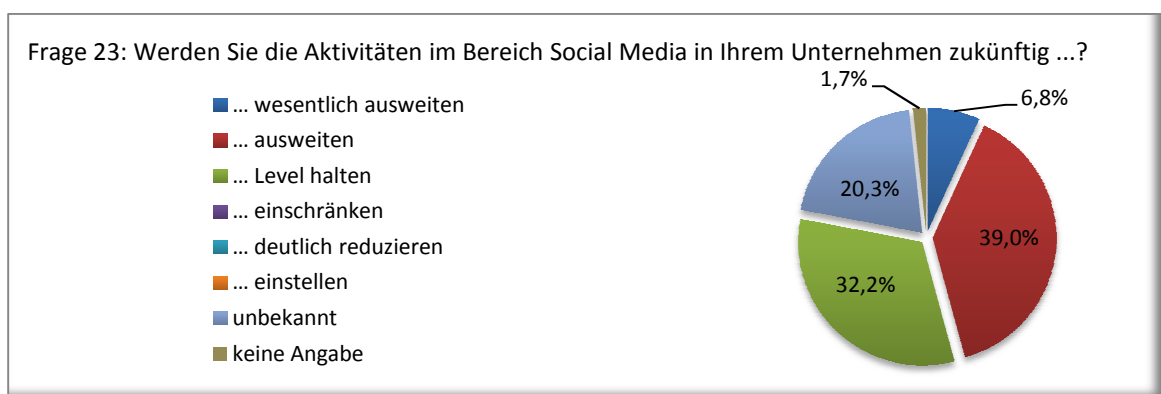 Frage 23: Werden Sie die Aktivitäten im Bereich Social Media in Ihrem Unternehmen zukünftig ...?
... wesentlich ausweiten
... ausweiten
... Level halten
... einschränken
... deutlich reduzieren
... einstellen
unbekannt
keine Angabe
1,7%
6,8%
20,3%
39,0%
32,2%